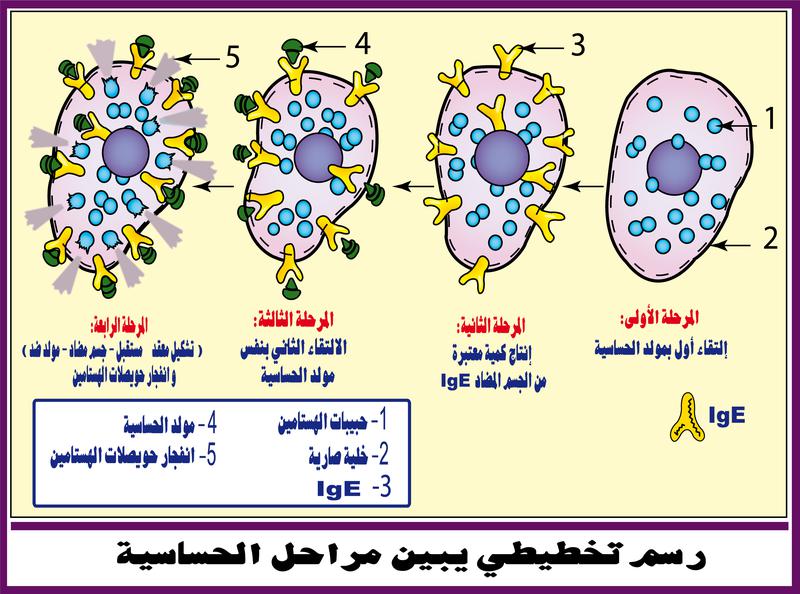 5
4
3
1
2
المرحلة الأولى:
إلتقاء أول بمولد الحساسية
المرحلة الثانية:
إنتاج كمية معتبرة
من الجسم المضاد IgE
المرحلة الثالثة:
الالتقاء الثاني بنفس
مولد الحساسية
المرحلة الرابعة:
( تشكيل معقد مستقبل - جسم مضاد - مولد ضد )
و انفجار حويصلات الهستامين
IgE
1- حبيبات الهستامين
2- خلية صارية
3- IgE
4- مولد الحساسية
5- انفجار حويصلات الهستامين
رسم تخطيطي يبين مراحل الحساسية